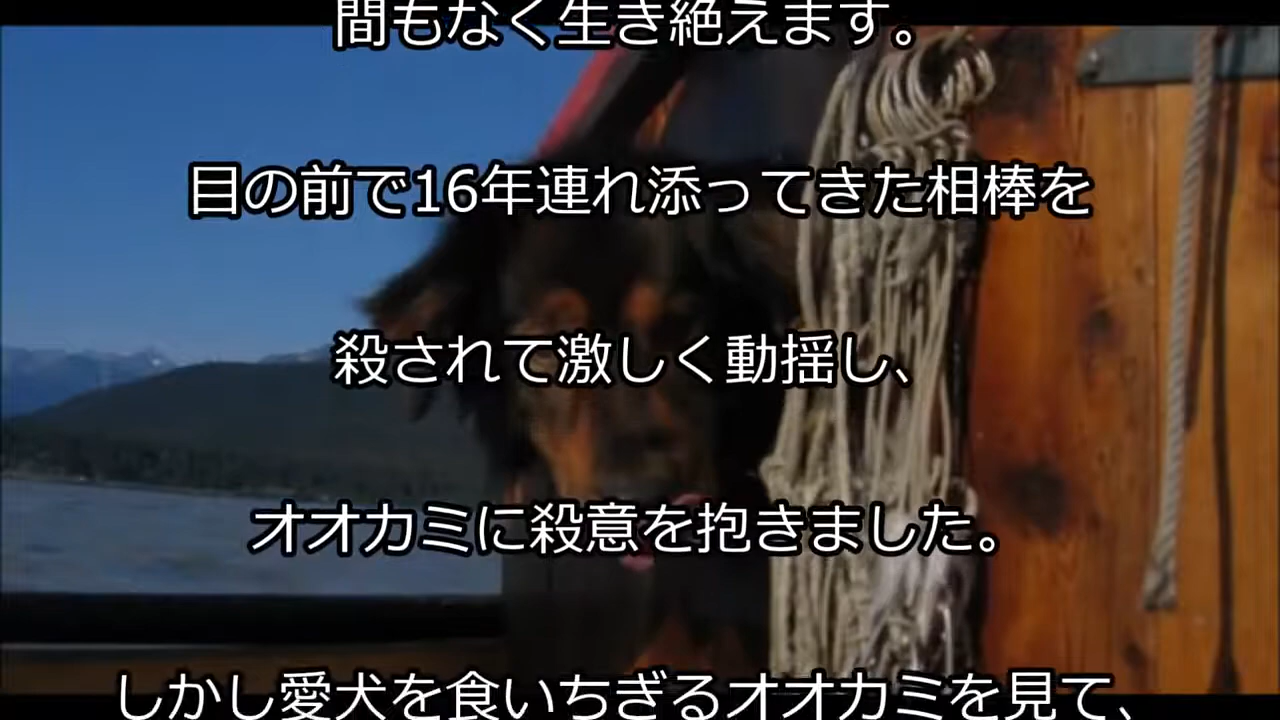 間もなく生き絶えます。
目の前で16年連れ添ってきた相棒を
殺されて激しく動揺し、
オオカミに殺意を抱きました。
しかし愛犬を食いちぎるオオカミを見て、